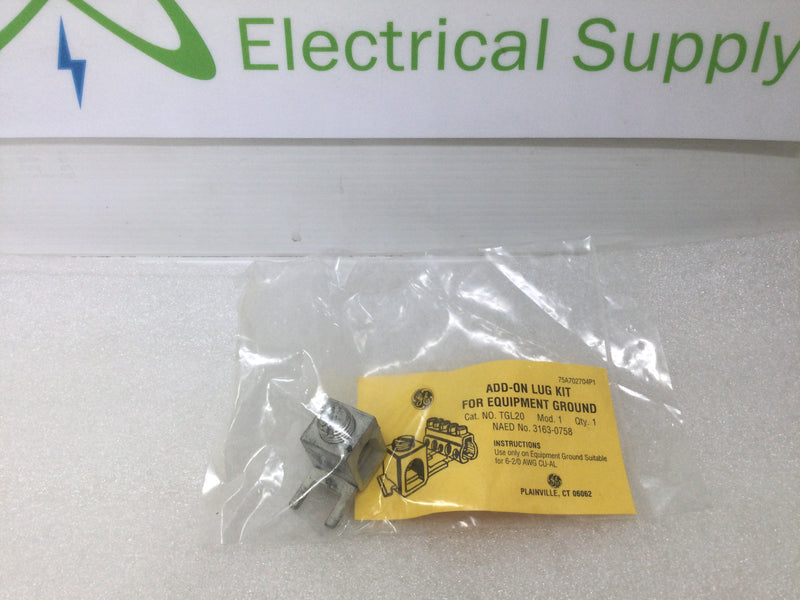 Electrical Supply
75A702704P1
GE
ADD-ON LUG KIT
FOR EQUIPMENT GROUND
Cat. NO. TGL20 Mod. 1 Qty. 1
NAED No. 3163-0758
INSTRUCTIONS
Use only on Equipment Ground Suitable
for 6-2/0 AWG CU-AL
GE
PLAINVILLE, CT 06062